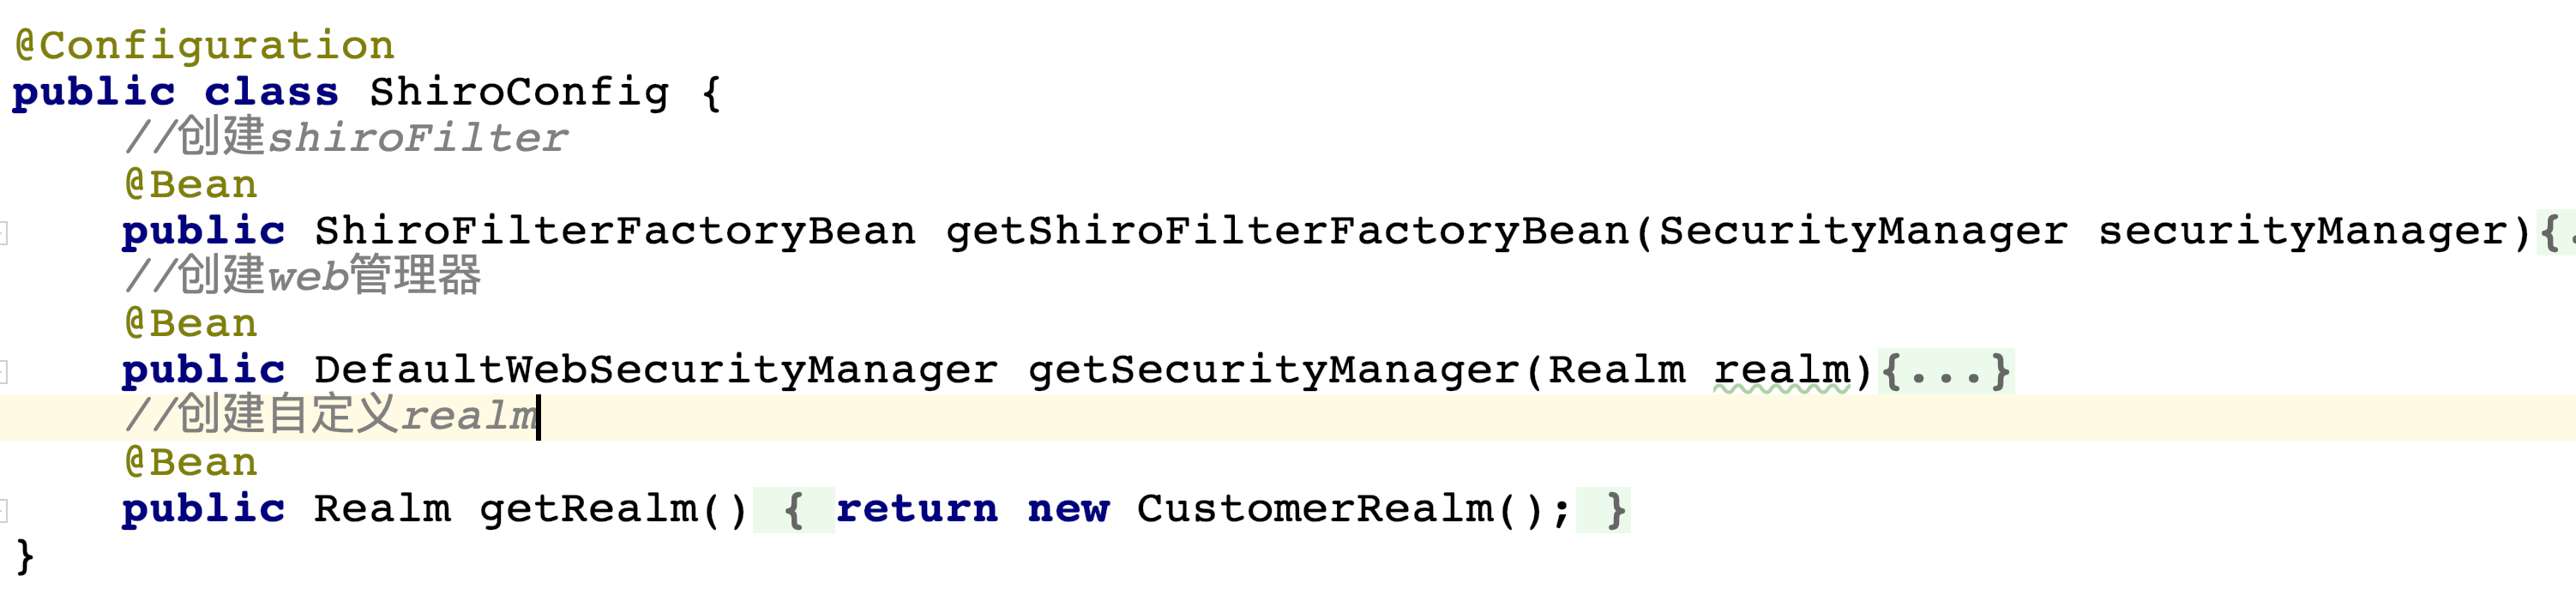 @Configuration
public class ShiroConfig {
//创建shiroFilter
@Bean
public ShiroFilterFactoryBean getShiroFilterFactoryBean(SecurityManager securityManager){.
//创建web管理器
@Bean
public DefaultWebSecurityManager getSecurityManager(Realm realm){...}
//创建自定义realm
@Bean
public Realm getRealm() { return new CustomerRealm(); }
}